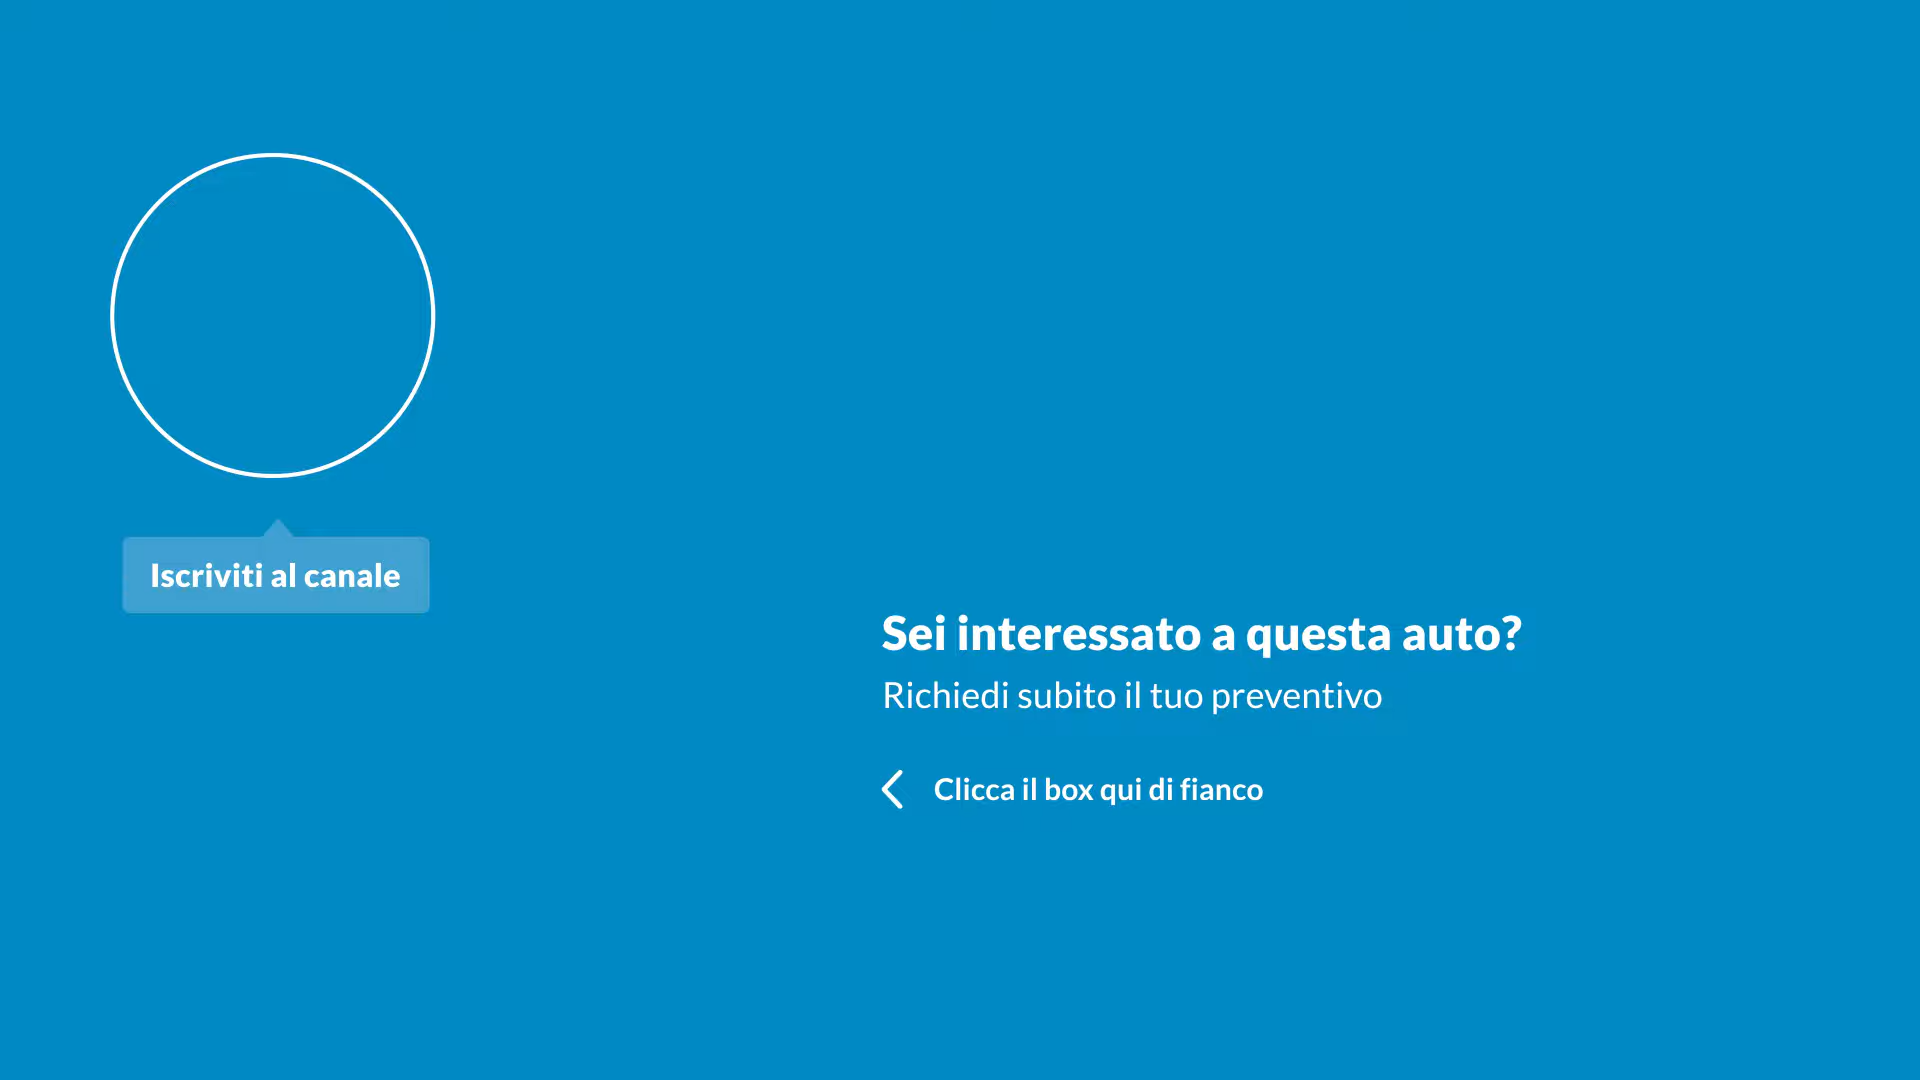 Iscriviti al canale
Sei interessato a questa auto?
Richiedi subito il tuo preventivo
Clicca il box qui di fianco